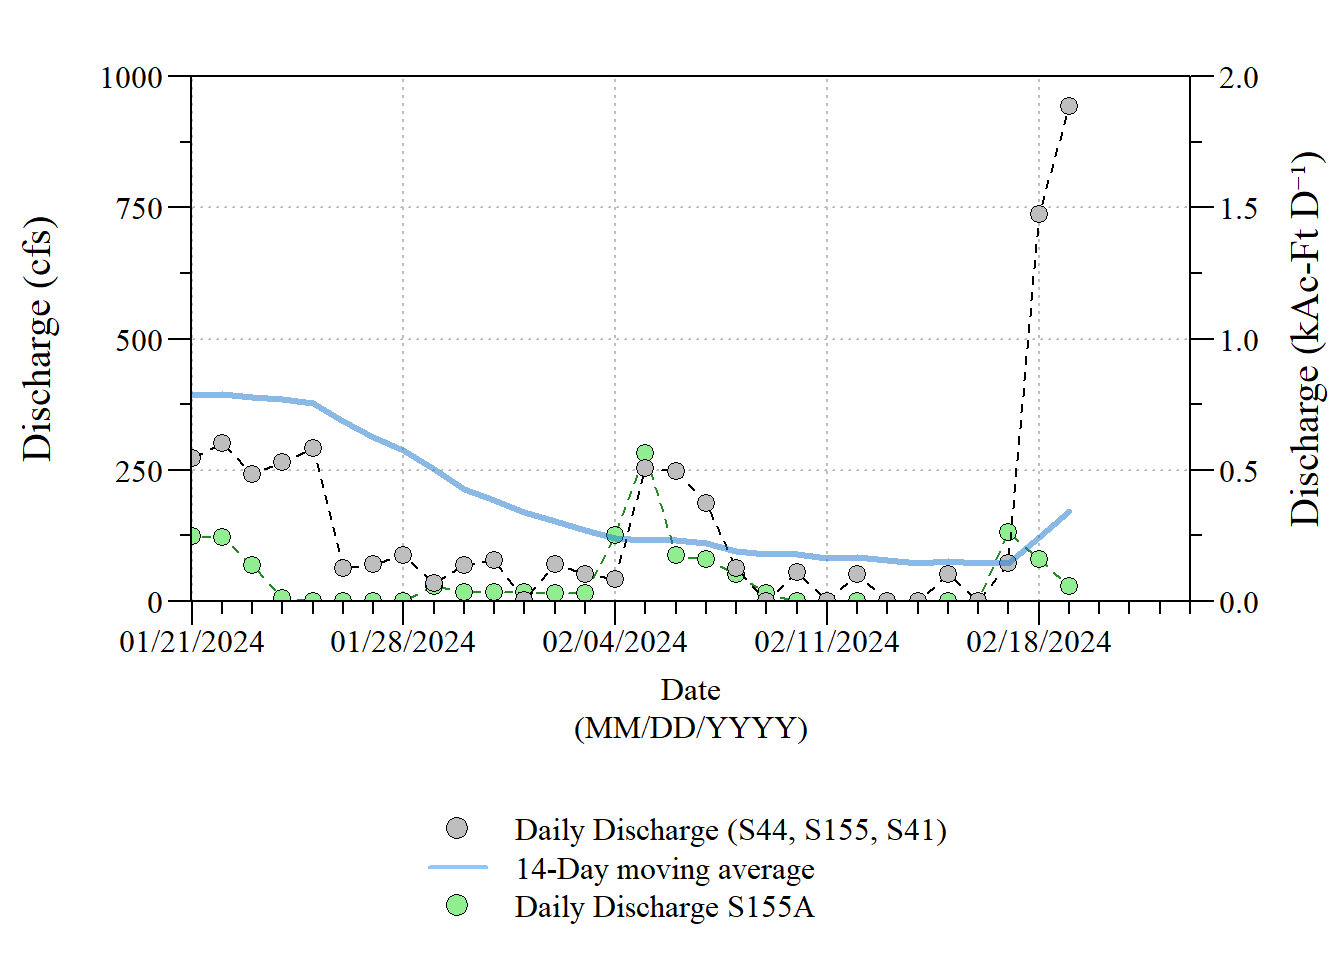 1000
750
500
250
0
Discharge (cfs)
2.0
1.5
1.0
0.5
0.0
Discharge (kAc-Ft D⁻¹)
01/21/2024
01/28/2024
02/04/2024
02/11/2024
02/18/2024
Date
(MM/DD/YYYY)
Daily Discharge (S44, S155, S41)
14-Day moving average
Daily Discharge S155A